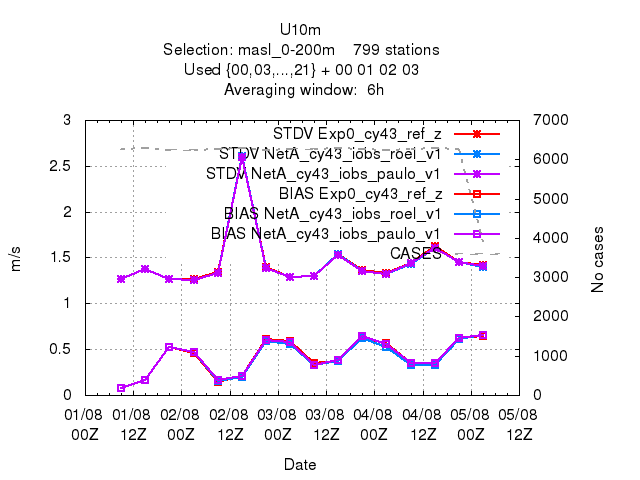 U10m
Selection: masl_0-200m    799 stations
Used {00,03,...,21} + 00 01 02 03
Averaging window:  6h
3 7000
STDV Exp0_cy43_ref_z
2.5 STDV NetA_cy43_iobs_roel_v1 6000
STDV NetA_cy43_iobs_paulo_v1
BIAS Exp0_cy43_ref_z 5000
2 BIAS NetA_cy43_iobs_roel_v1
BIAS NetA_cy43_iobs_paulo_v1 4000
1.5 CASES
m/s No cases
1 3000
2000
0.5 1000
0 0
01/08 01/08 02/08 02/08 03/08 03/08 04/08 04/08 05/08 05/08
00Z 12Z 00Z 12Z 00Z 12Z 00Z 12Z 00Z 12Z
Date